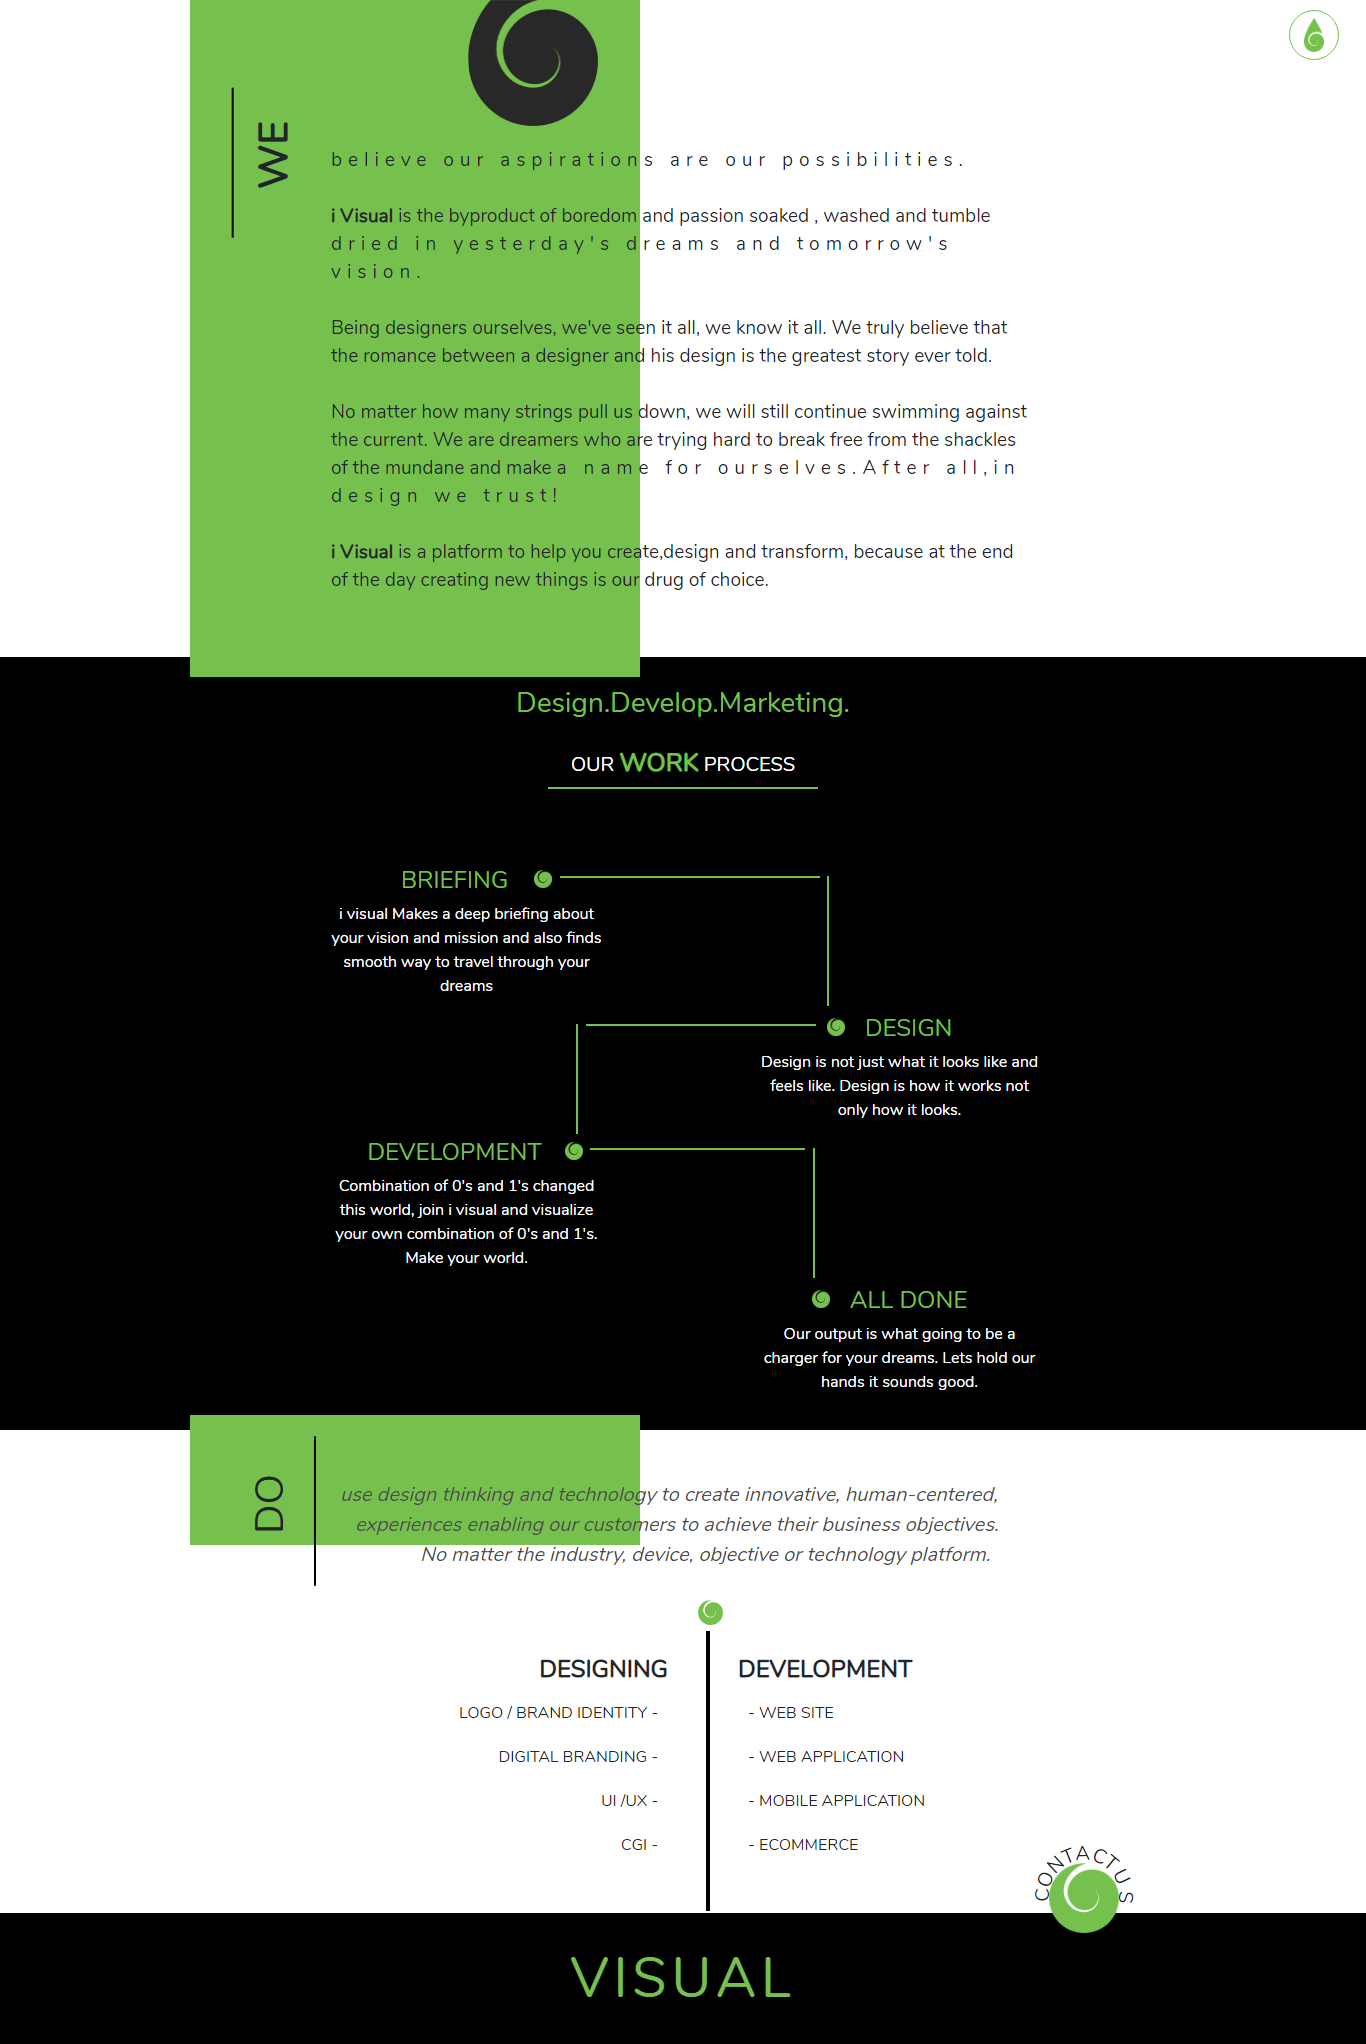 WE
believe our aspirations are our possibilities.
i Visual is the byproduct of boredom and passion soaked , washed and tumble
dried in yesterday's dreams and tomorrow's
vision.
Being designers ourselves, we've seen it all, we know it all. We truly believe that
the romance between a designer and his design is the greatest story ever told.
No matter how many strings pull us down, we will still continue swimming against
the current. We are dreamers who are trying hard to break free from the shackles
of the mundane and make a name for ourselves.After all,in
design we trust!
i Visual is a platform to help you create,design and transform, because at the end
of the day creating new things is our drug of choice.
Design.Develop.Marketing.
OUR WORK PROCESS
BRIEFING
i visual Makes a deep briefing about
your vision and mission and also finds
smooth way to travel through your
dreams
DESIGN
Design is not just what it looks like and
feels like. Design is how it works not
only how it looks.
DEVELOPMENT
Combination of 0's and 1's changed
this world, join i visual and visualize
your own combination of 0's and 1's.
Make your world.
ALL DONE
Our output is what going to be a
charger for your dreams. Lets hold our
hands it sounds good.
DO
use design thinking and technology to create innovative, human-centered,
experiences enabling our customers to achieve their business objectives.
No matter the industry, device, objective or technology platform.
DESIGNING
LOGO / BRAND IDENTITY -
DIGITAL BRANDING -
UI /UX -
CGI -
DEVELOPMENT
- WEB SITE
- WEB APPLICATION
- MOBILE APPLICATION
- ECOMMERCE
CONTACT US
VISUAL